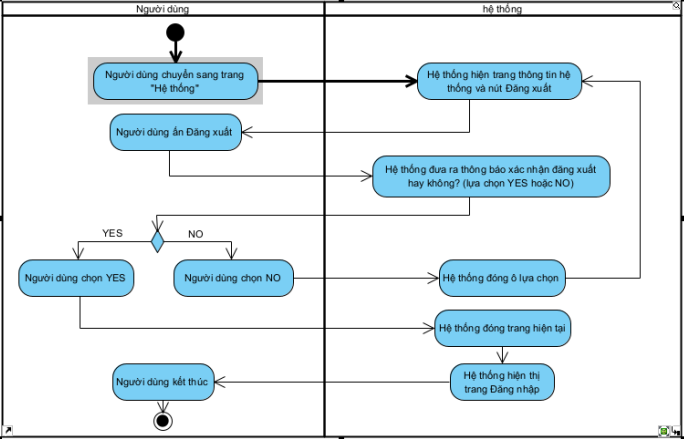 Người dùng
hệ thống
Người dùng chuyển sang trang
"Hệ thống"
Hệ thống hiện trang thông tin hệ
thống và nút Đăng xuất
Người dùng ấn Đăng xuất
Hệ thống đưa ra thông báo xác nhận đăng xuất
hay không? (lựa chọn YES hoặc NO)
YES
NO
Người dùng chọn YES
Người dùng chọn NO
Hệ thống đóng ô lựa chọn
Hệ thống đóng trang hiện tại
Hệ thống hiện thị
trang Đăng nhập
Người dùng kết thúc